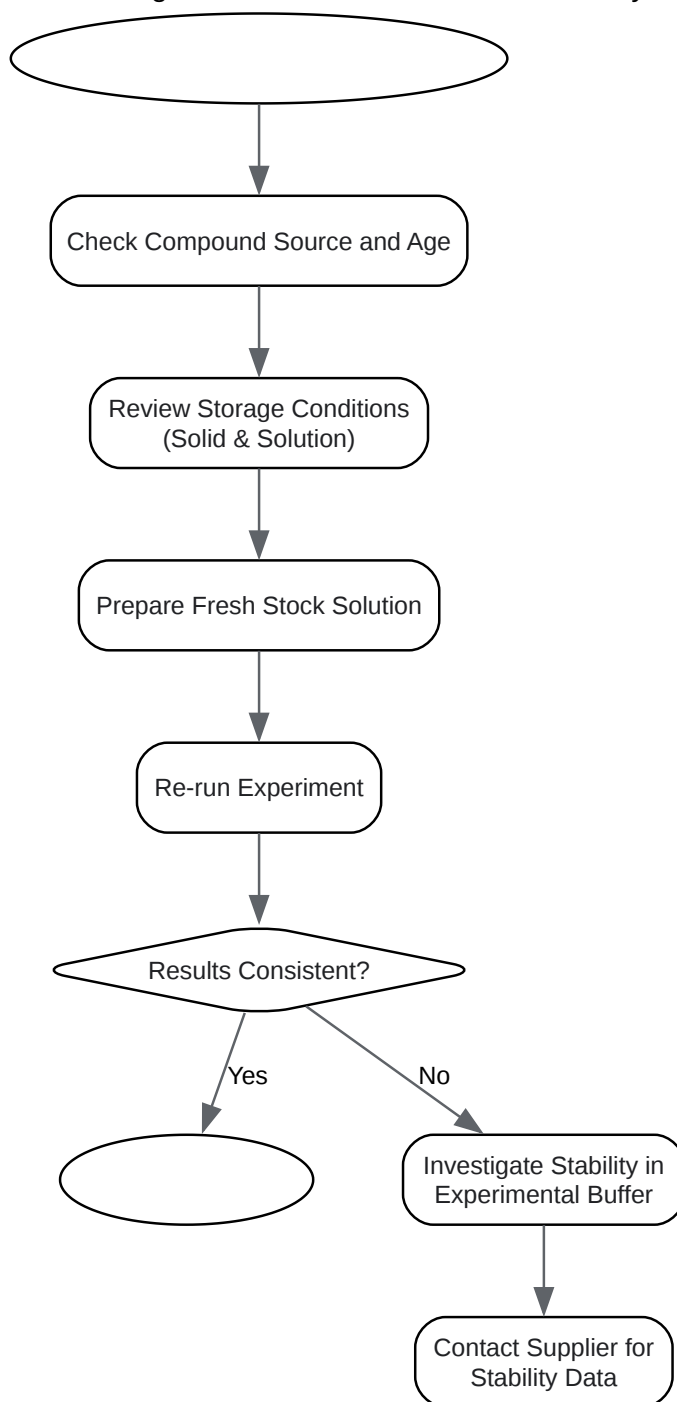 Check Compound Source and Age
Review Storage Conditions
(Solid & Solution)
Prepare Fresh Stock Solution
Re-run Experiment
Results Consistent?
Yes
No
Investigate Stability in
Experimental Buffer
Contact Supplier for
Stability Data